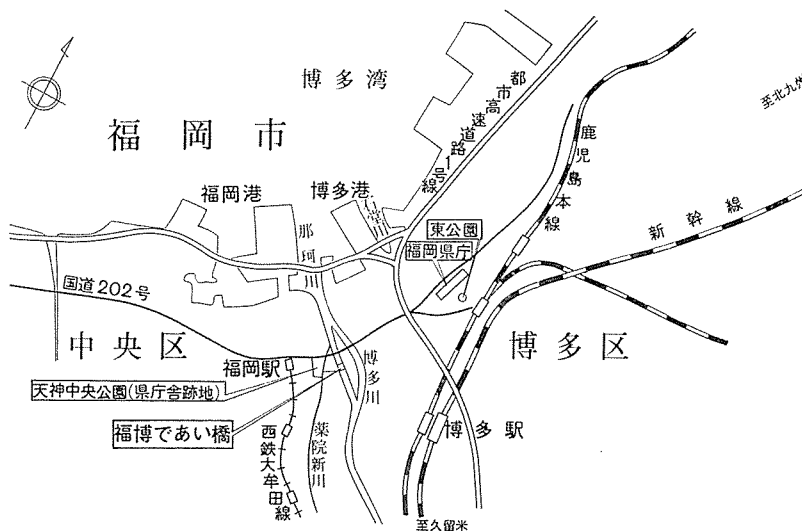 博多湾
福岡市
都市高速道路1号線
鹿児島本線
至北九州
新幹線
福岡港
博多港
那珂川
東公園
福岡県庁
国道202号
中央区
博多区
福岡駅
博多川
天神中央公園(県庁舎跡地)
福博であい橋
薬院新川
西鉄大牟田線
博多駅
至久留米